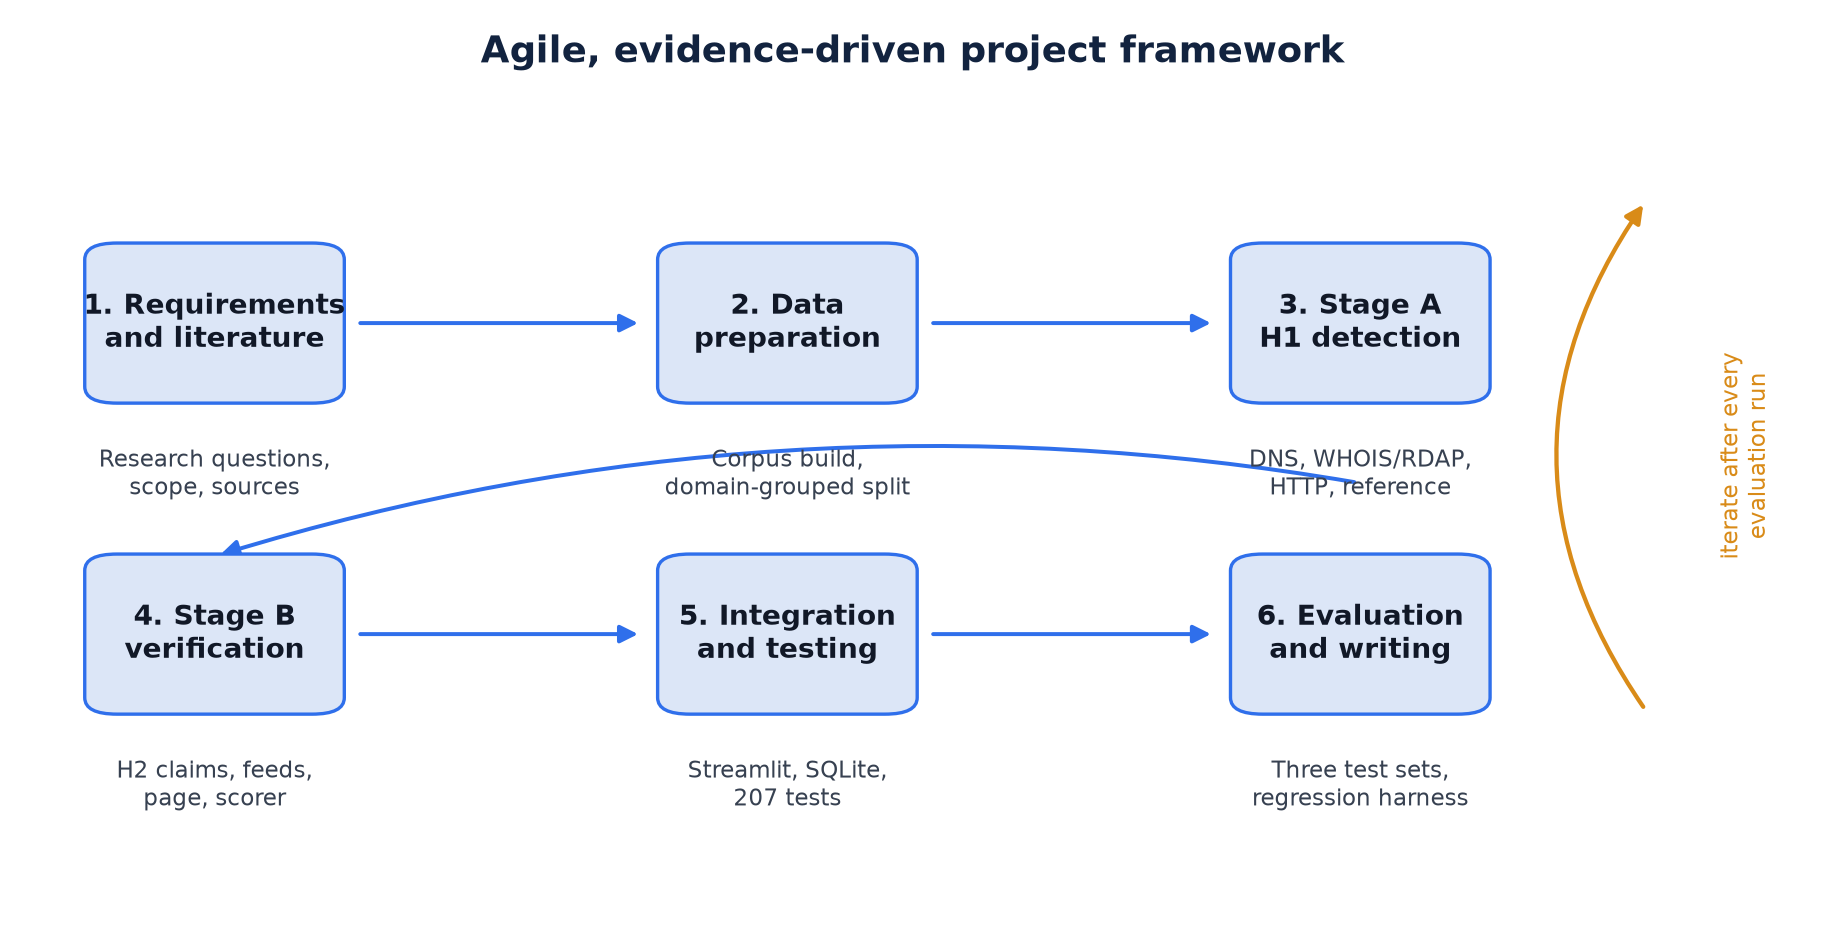 Agile, evidence-driven project framework
1. Requirements
and literature
2. Data
preparation
3. Stage A
H1 detection
Research questions,
scope, sources
Corpus build,
domain-grouped split
DNS, WHOIS/RDAP,
HTTP, reference
iterate after every
evaluation run
4. Stage B
verification
5. Integration
and testing
6. Evaluation
and writing
H2 claims, feeds,
page, scorer
Streamlit, SQLite,
207 tests
Three test sets,
regression harness